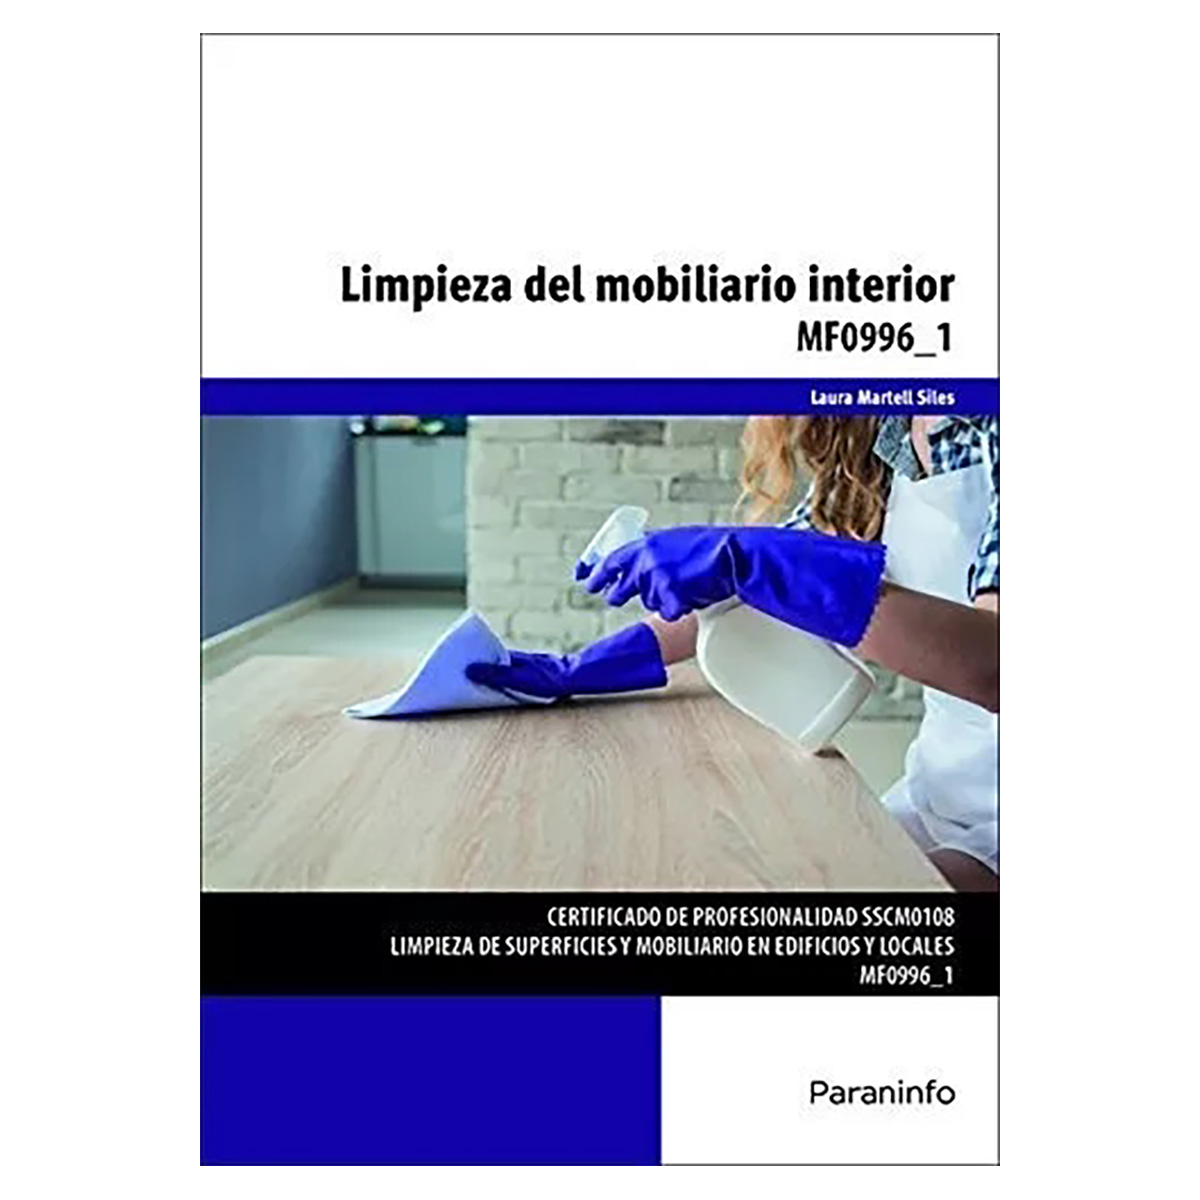 Limpieza del mobiliario interior
MF0996_1
Laura Martell Siles
CERTIFICADO DE PROFESIONALIDAD SSCM0108
LIMPIEZA DE SUPERFICIES Y MOBILIARIO EN EDIFICIOS Y LOCALES
MF0996_1
Paraninfo